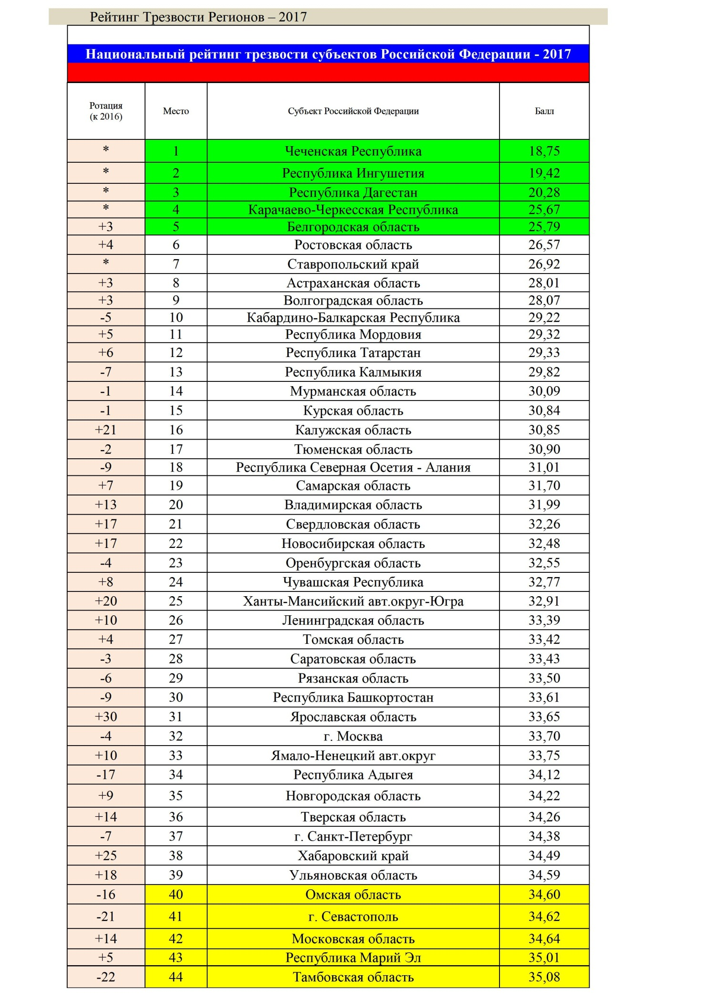 Рейтинг Трезвости Регионов – 2017
Национальный рейтинг трезвости субъектов Российской Федерации - 2017
Ротация
(к 2016) Место Субъект Российской Федерации Балл
* 1 Чеченская Республика 18,75
* 2 Республика Ингушетия 19,42
* 3 Республика Дагестан 20,28
* 4 Карачаево-Черкесская Республика 25,67
+3 5 Белгородская область 25,79
+4 6 Ростовская область 26,57
* 7 Ставропольский край 26,92
+3 8 Астраханская область 28,01
+3 9 Волгоградская область 28,07
-5 10 Кабардино-Балкарская Республика 29,22
+5 11 Республика Мордовия 29,32
+6 12 Республика Татарстан 29,33
-7 13 Республика Калмыкия 29,82
-1 14 Мурманская область 30,09
-1 15 Курская область 30,84
+21 16 Калужская область 30,85
-2 17 Тюменская область 30,90
-9 18 Республика Северная Осетия - Алания 31,01
+7 19 Самарская область 31,70
+13 20 Владимирская область 31,99
+17 21 Свердловская область 32,26
+17 22 Новосибирская область 32,48
-4 23 Оренбургская область 32,55
+8 24 Чувашская Республика 32,77
+20 25 Ханты-Мансийский авт.округ-Югра 32,91
+10 26 Ленинградская область 33,39
+4 27 Томская область 33,42
-3 28 Саратовская область 33,43
-6 29 Рязанская область 33,50
-9 30 Республика Башкортостан 33,61
+30 31 Ярославская область 33,65
-4 32 г. Москва 33,70
+10 33 Ямало-Ненецкий авт.округ 33,75
-17 34 Республика Адыгея 34,12
+9 35 Новгородская область 34,22
+14 36 Тверская область 34,26
-7 37 г. Санкт-Петербург 34,38
+25 38 Хабаровский край 34,49
+18 39 Ульяновская область 34,59
-16 40 Омская область 34,60
-21 41 г. Севастополь 34,62
+14 42 Московская область 34,64
+5 43 Республика Марий Эл 35,01
-22 44 Тамбовская область 35,08